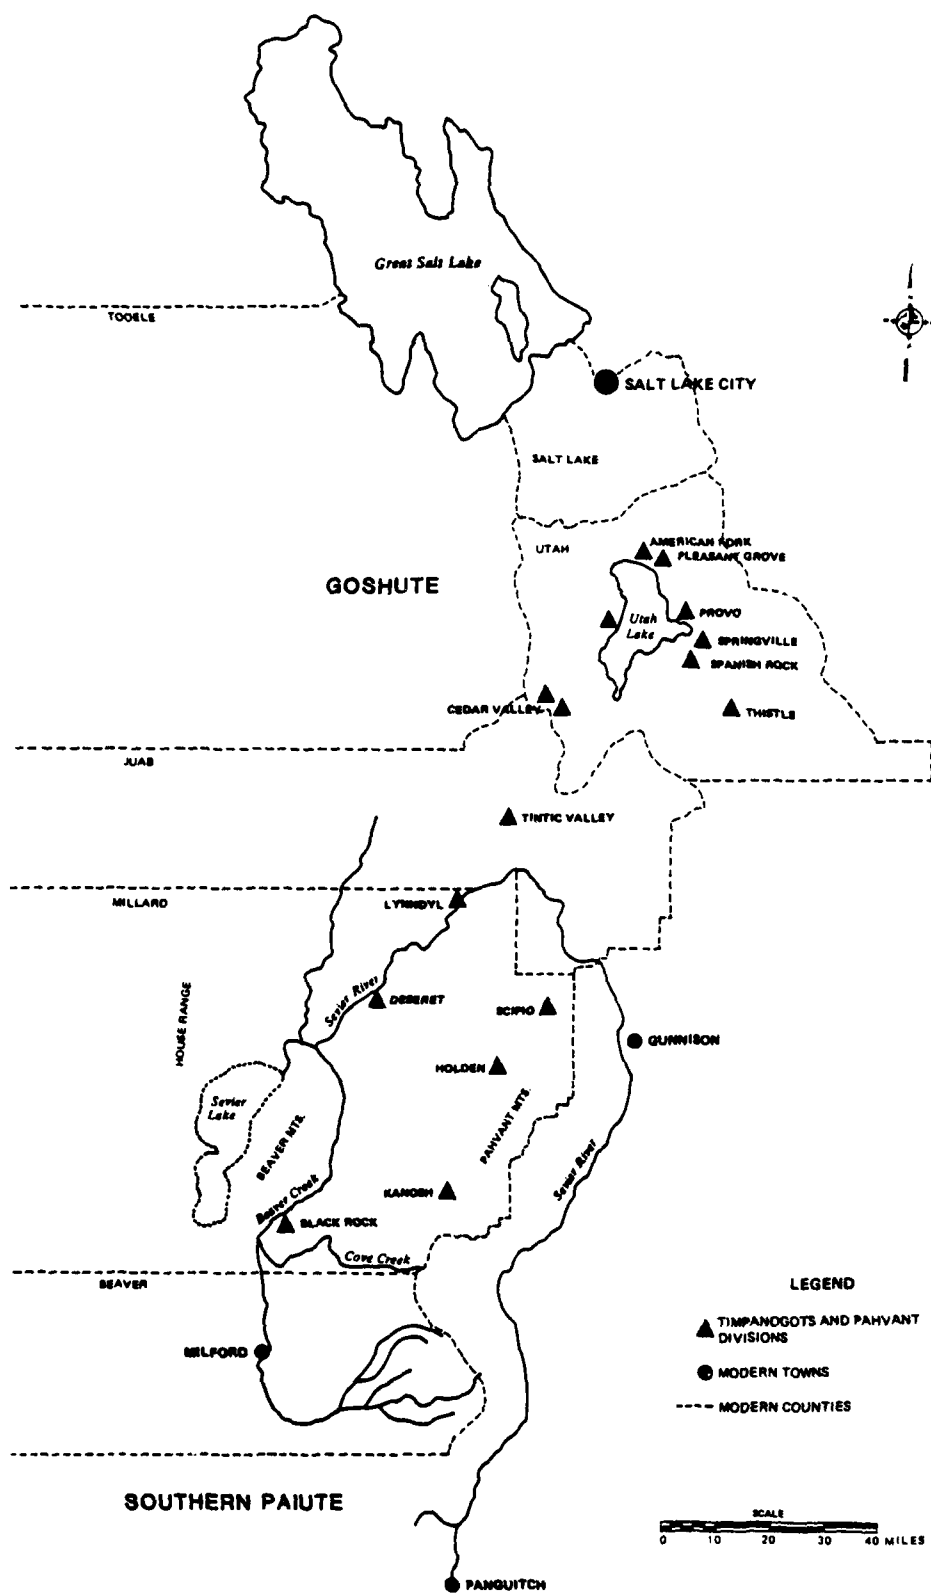 Great Salt Lake
TOOELE
SALT LAKE CITY
SALT LAKE
UTAH
AMERICAN FORK
PLEASANT GROVE
GOSHUTE
Utah
Lake
PROVO
SPRINGVILLE
SPANISH ROCK
CEDAR VALLEY
THISTLE
JUAB
TINTIC VALLEY
MILLARD
LYNNDYL
Sevier River
DESERET
SCIPIO
HOUSE RANGE
GUNNISON
HOLDEN
Sevier
Lake
BEAVER MTS.
PAHVANT MTS.
Sevier River
KANOSH
Beaver Creek
BLACK ROCK
Cove Creek
BEAVER
LEGEND
TIMPANOGOTS AND PAHVANT
DIVISIONS
MILFORD
MODERN TOWNS
MODERN COUNTIES
SOUTHERN PAIUTE
SCALE
0 10 20 40 MILES
PANGUITCH